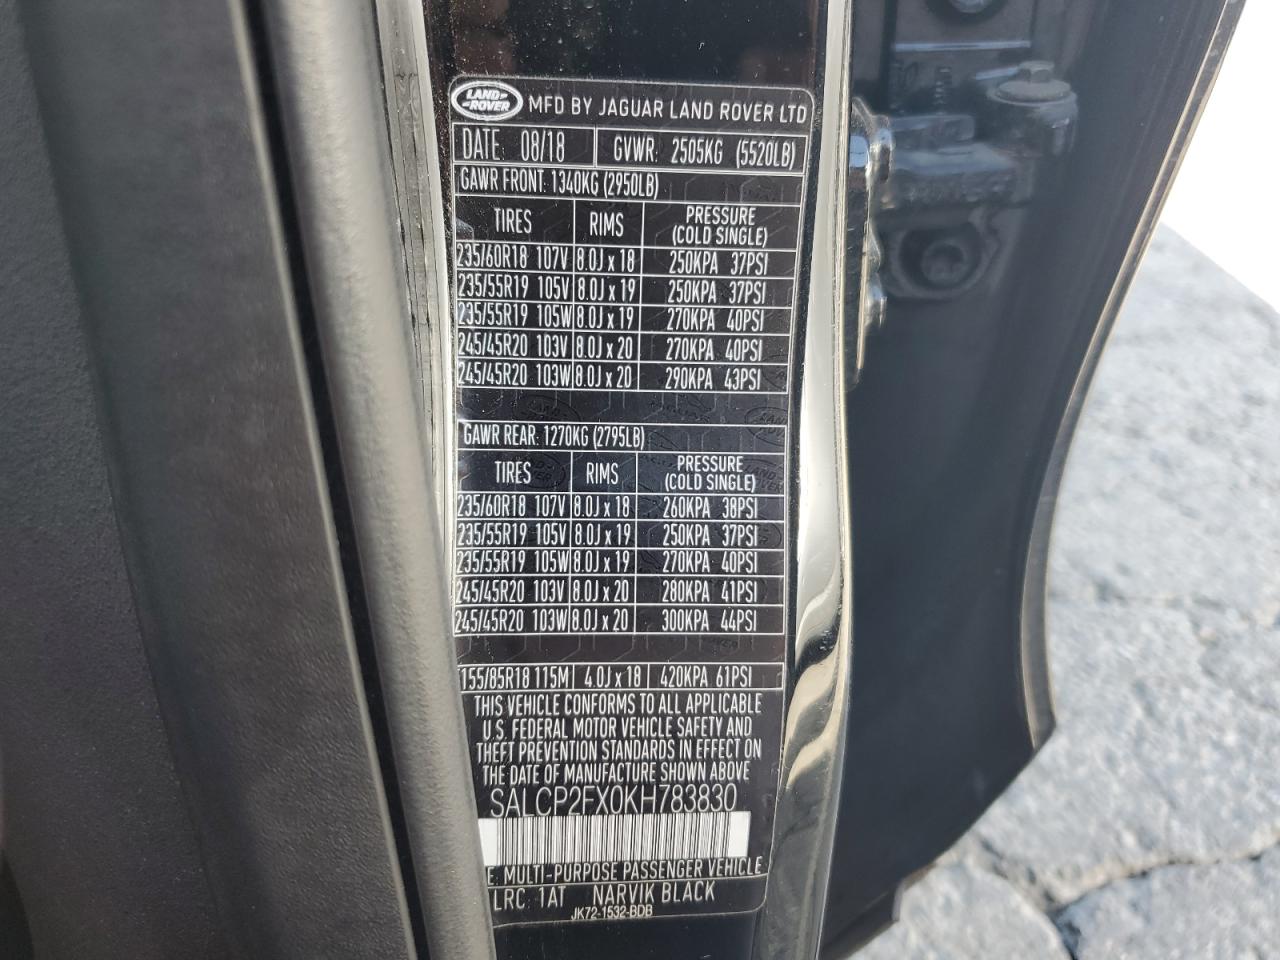 LAND-ROVER MFD BY JAGUAR LAND ROVER LTD
DATE: 08/18 GVWR: 2505KG (5520LB)
GAWR FRONT: 1340KG (2950LB)
TIRES RIMS PRESSURE (COLD SINGLE)
235/60R18 107V 8.0J x 18 250KPA 37PSI
235/55R19 105V 8.0J x 19 250KPA 37PSI
235/55R19 105W 8.0J x 19 270KPA 40PSI
245/45R20 103V 8.0J x 20 270KPA 40PSI
245/45R20 103W 8.0J x 20 290KPA 43PSI
GAWR REAR: 1270KG (2795LB)
TIRES RIMS PRESSURE (COLD SINGLE)
235/60R18 107V 8.0J x 18 260KPA 38PSI
235/55R19 105V 8.0J x 19 250KPA 37PSI
235/55R19 105W 8.0J x 19 270KPA 40PSI
245/45R20 103V 8.0J x 20 280KPA 41PSI
245/45R20 103W 8.0J x 20 300KPA 44PSI
T155/85R18 115M 4.0J x 18 420KPA 61PSI
THIS VEHICLE CONFORMS TO ALL APPLICABLE
U.S. FEDERAL MOTOR VEHICLE SAFETY AND
THEFT PREVENTION STANDARDS IN EFFECT ON
THE DATE OF MANUFACTURE SHOWN ABOVE
SALCP2FX0KH783830
E: MULTI-PURPOSE PASSENGER VEHICLE
LRC: 1AT NARVIK BLACK
JK72-1532-BDB